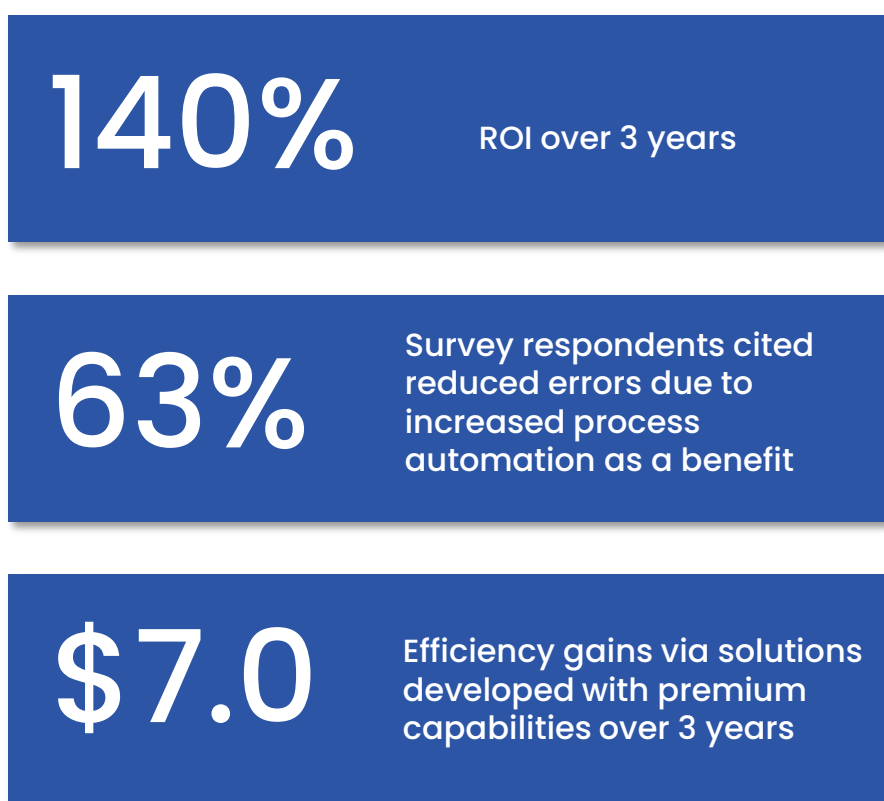 140%
ROI over 3 years
63%
Survey respondents cited
reduced errors due to
increased process
automation as a benefit
$7.0
Efficiency gains via solutions
developed with premium
capabilities over 3 years